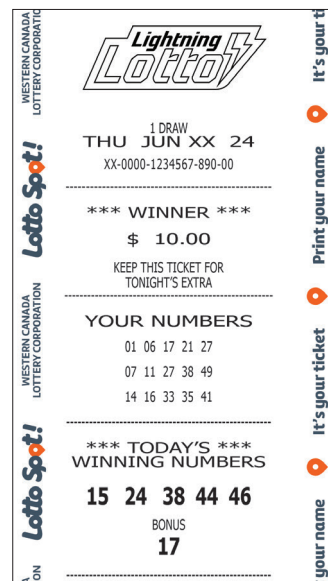 Lightning
Lotto
1 DRAW
THU JUN XX 24
XX-0000-1234567-890-00
*** WINNER ***
$ 10.00
KEEP THIS TICKET FOR
TONIGHT'S EXTRA
YOUR NUMBERS
01 06 17 21 27
07 11 27 38 49
14 16 33 35 41
*** TODAY'S ***
WINNING NUMBERS
15 24 38 44 46
BONUS
17
WESTERN CANADA
LOTTERY CORPORATIO
Lotto Spot!
WESTERN CANADA
LOTTERY CORPORATION
Lotto Spot!
ON
It's your ti
Print your name
It's your ticket
your name